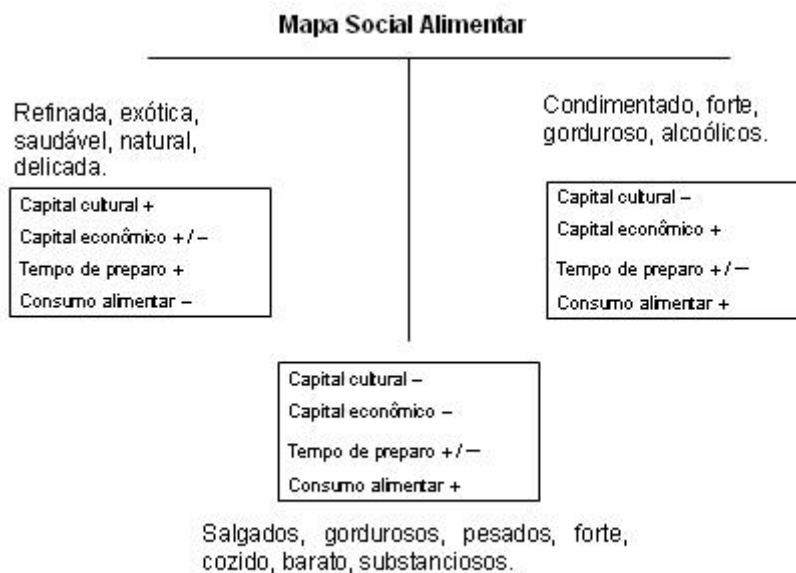 Mapa Social Alimentar
Refinada, exótica,
saudável, natural,
delicada.
Capital cultural +
Capital econômico + / –
Tempo de preparo +
Consumo alimentar –
Condimentado, forte,
gorduroso, alcoólicos.
Capital cultural –
Capital econômico +
Tempo de preparo + / —
Consumo alimentar +
Capital cultural –
Capital econômico –
Tempo de preparo + / —
Consumo alimentar +
Salgados, gordurosos, pesados, forte,
cozido, barato, substanciosos.